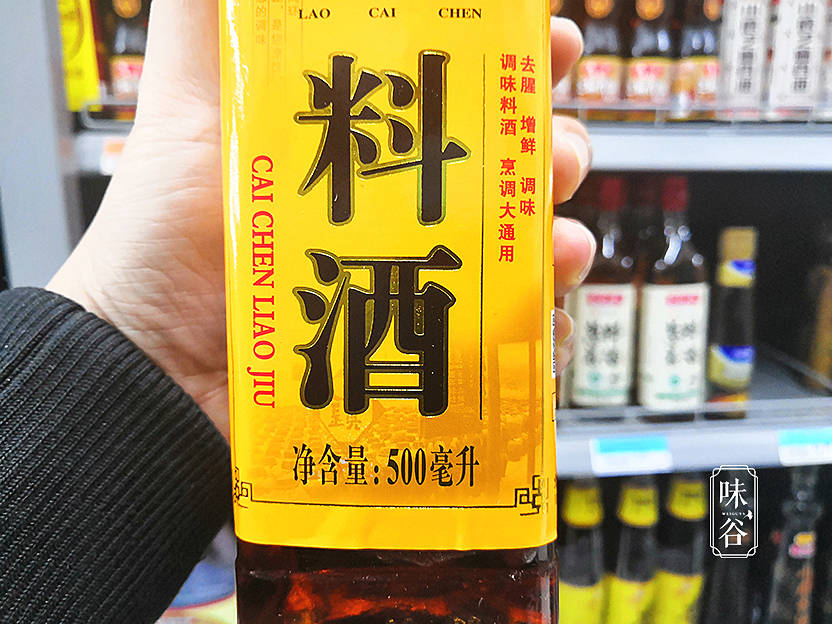 LAO CAI CHEN
料酒
CAI CHEN LIAO JIU
去腥 增鲜 调味
调味料酒 烹调大通用
净含量:500毫升
味谷